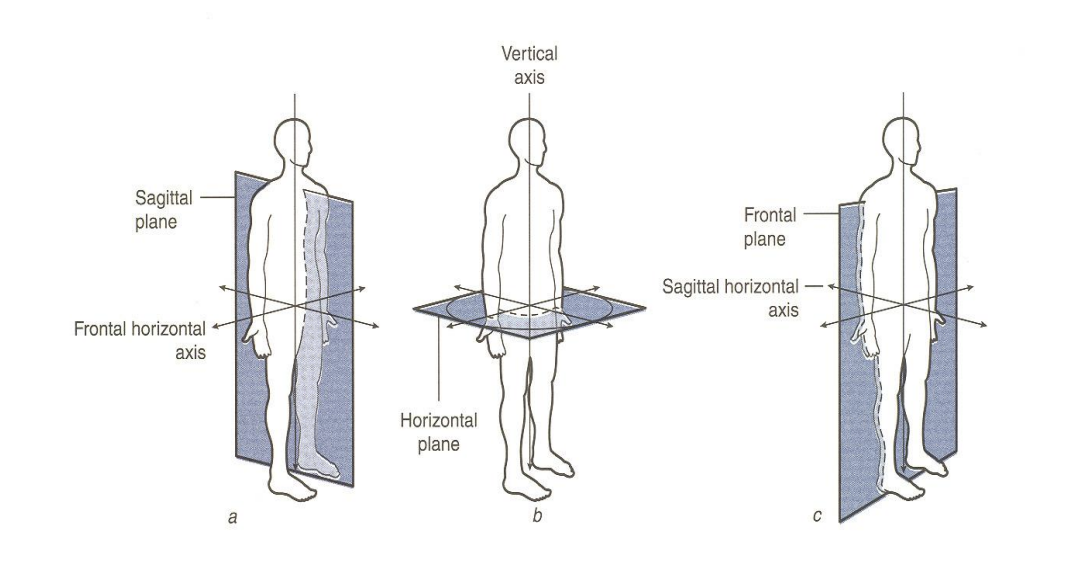 Vertical
axis
Sagittal
plane
Frontal
plane
Sagittal horizontal
axis
Frontal horizontal
axis
Horizontal
plane
a
b
c